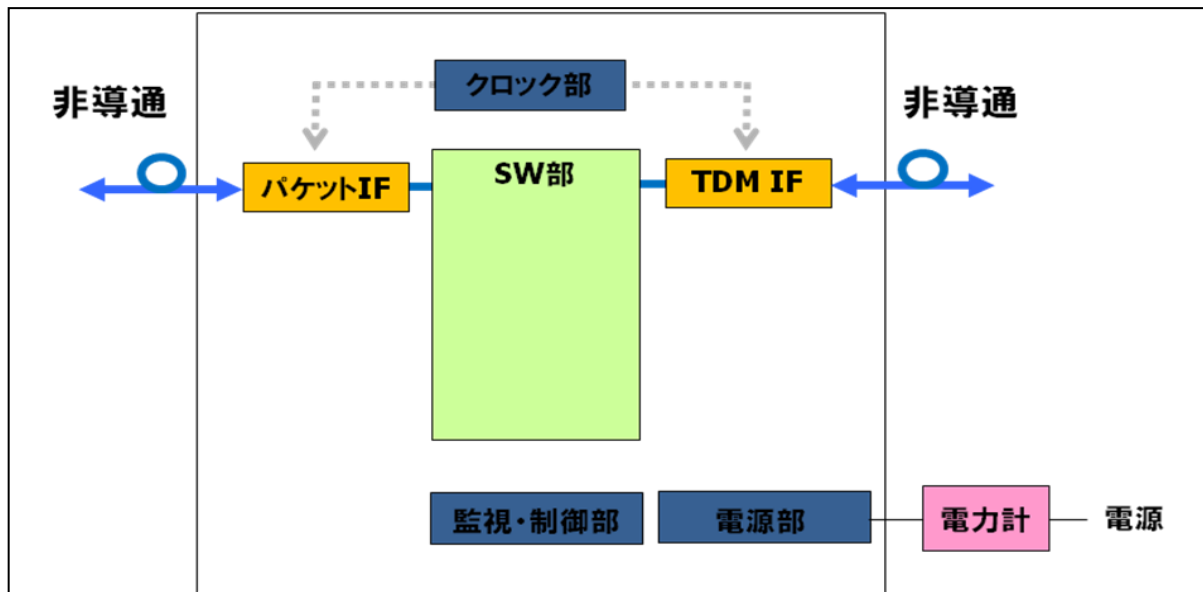 クロック部
非導通
非導通
パケットIF
SW部
TDM IF
監視・制御部
電源部
電力計
電源